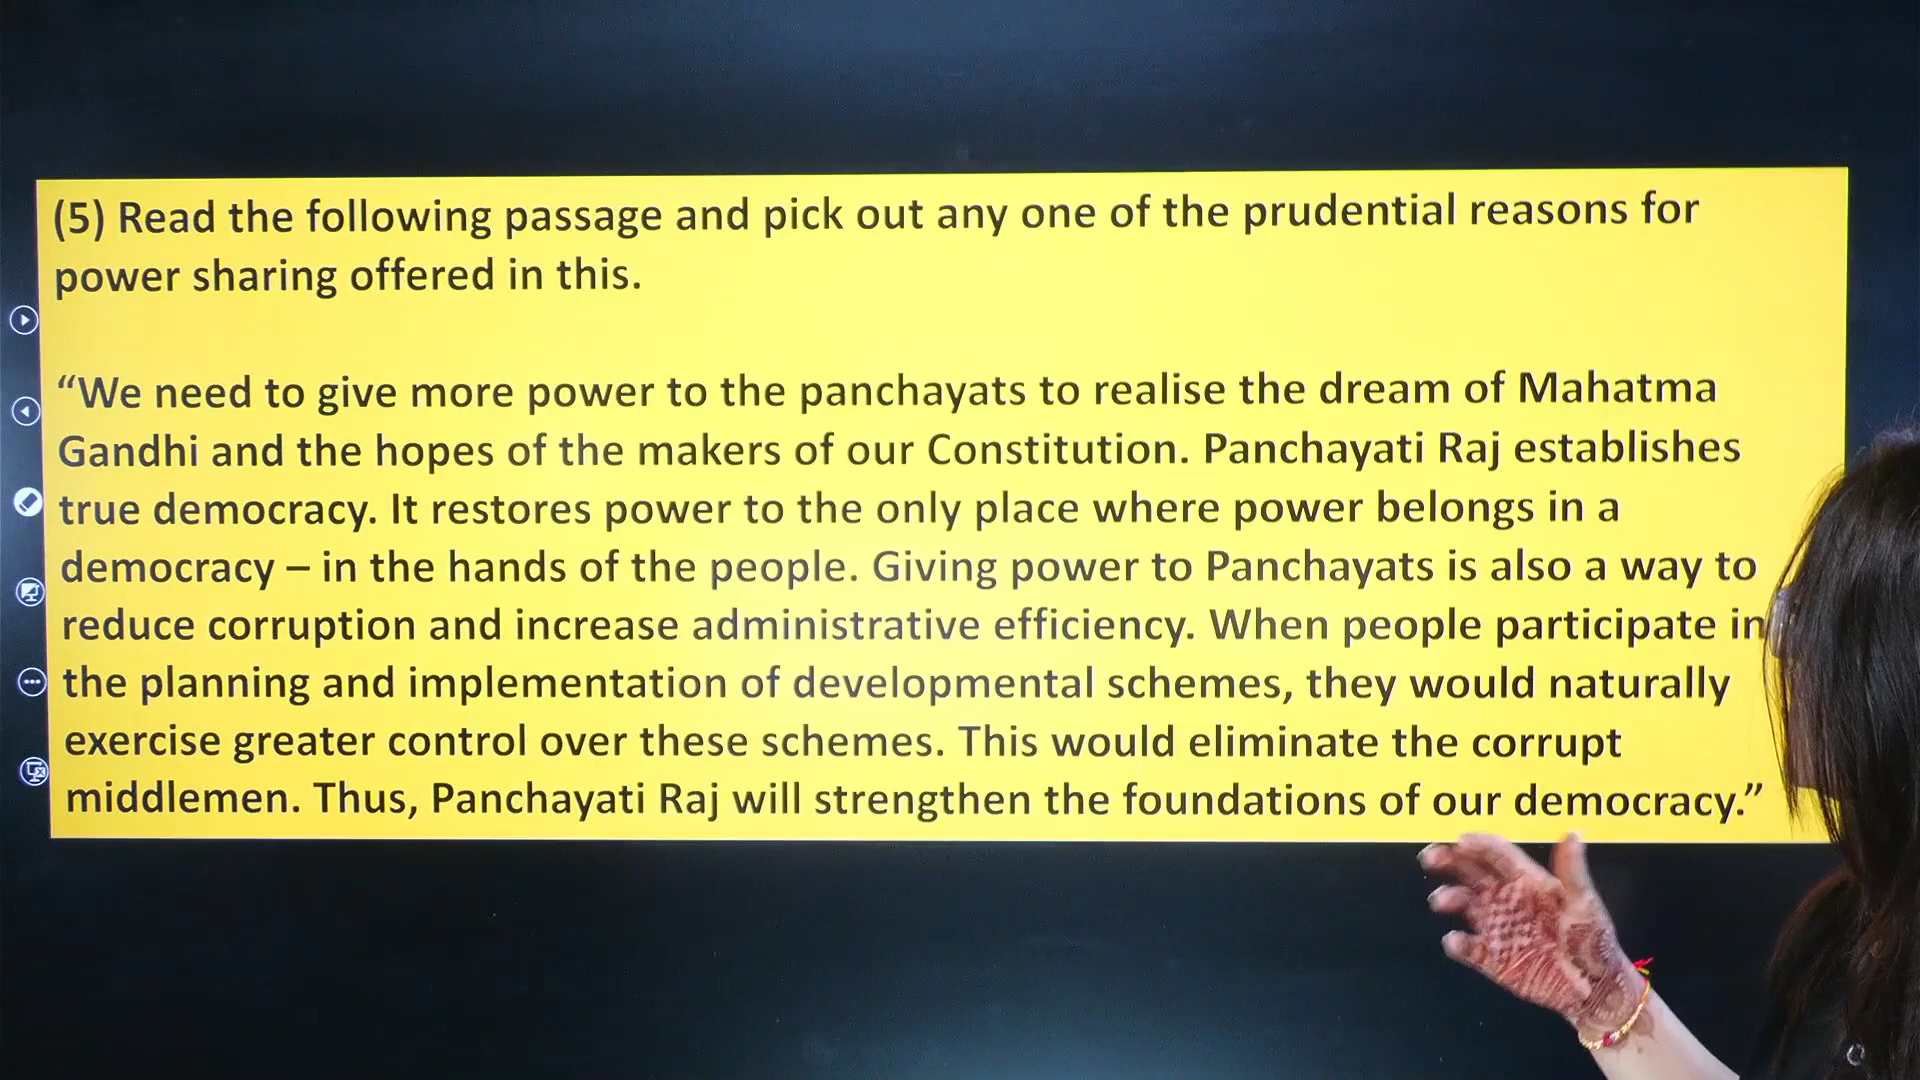 (5) Read the following passage and pick out any one of the prudential reasons for
power sharing offered in this.
“We need to give more power to the panchayats to realise the dream of Mahatma
Gandhi and the hopes of the makers of our Constitution. Panchayati Raj establishes
true democracy. It restores power to the only place where power belongs in a
democracy – in the hands of the people. Giving power to Panchayats is also a way to
reduce corruption and increase administrative efficiency. When people participate in
the planning and implementation of developmental schemes, they would naturally
exercise greater control over these schemes. This would eliminate the corrupt
middlemen. Thus, Panchayati Raj will strengthen the foundations of our democracy.”